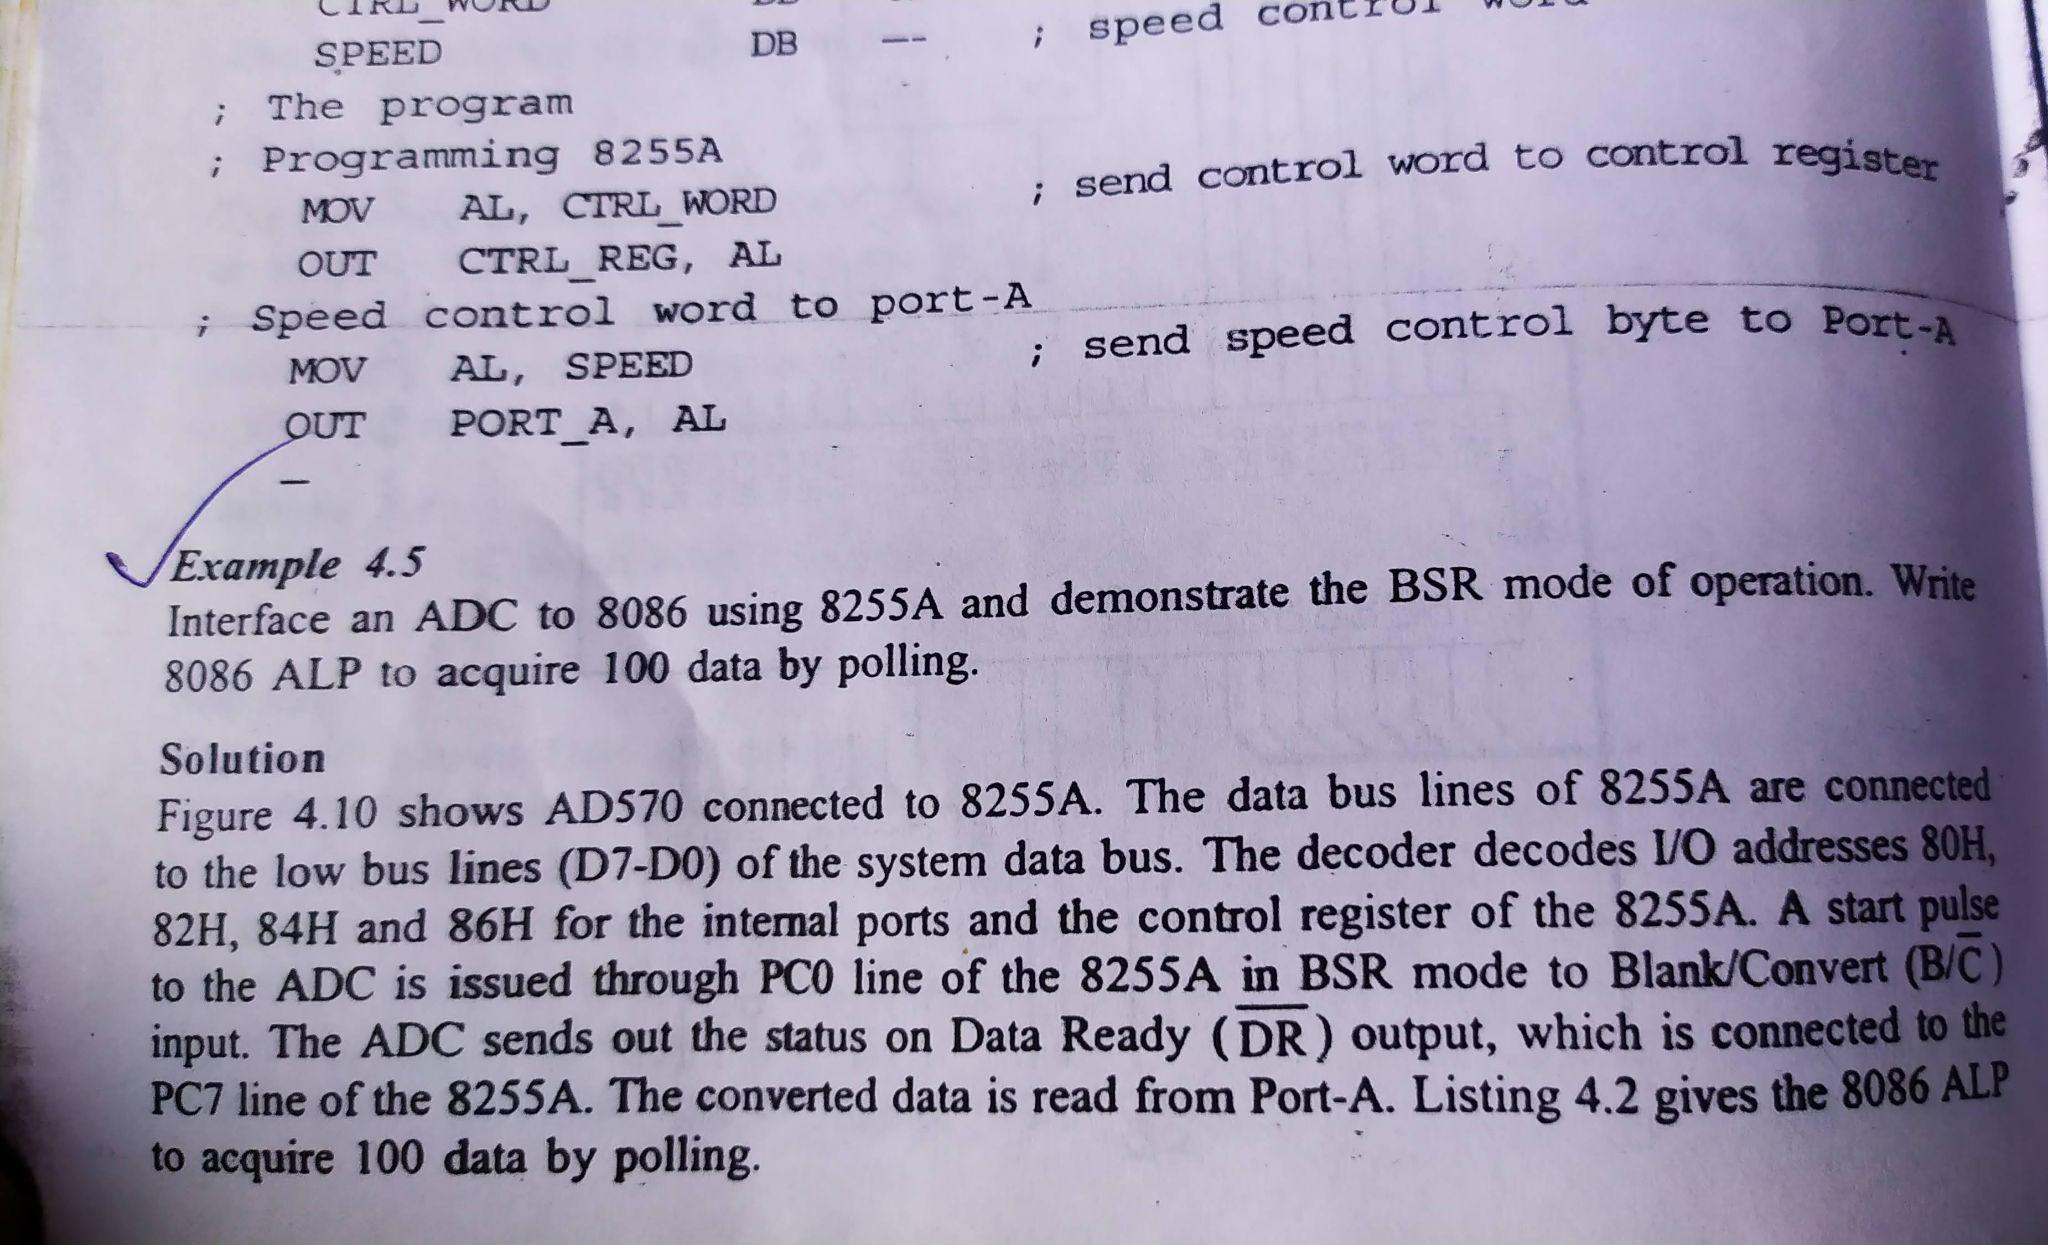 CTRL_WORD
SPEED DB -- ; speed control word
; The program
; Programming 8255A
MOV AL, CTRL_WORD ; send control word to control register
OUT CTRL_REG, AL
; Speed control word to port-A
MOV AL, SPEED ; send speed control byte to Port-A
OUT PORT_A, AL
—
Example 4.5
Interface an ADC to 8086 using 8255A and demonstrate the BSR mode of operation. Write
8086 ALP to acquire 100 data by polling.
Solution
Figure 4.10 shows AD570 connected to 8255A. The data bus lines of 8255A are connected
to the low bus lines (D7-D0) of the system data bus. The decoder decodes I/O addresses 80H,
82H, 84H and 86H for the internal ports and the control register of the 8255A. A start pulse
to the ADC is issued through PC0 line of the 8255A in BSR mode to Blank/Convert (B/C̅)
input. The ADC sends out the status on Data Ready (D̅R̅) output, which is connected to the
PC7 line of the 8255A. The converted data is read from Port-A. Listing 4.2 gives the 8086 ALP
to acquire 100 data by polling.